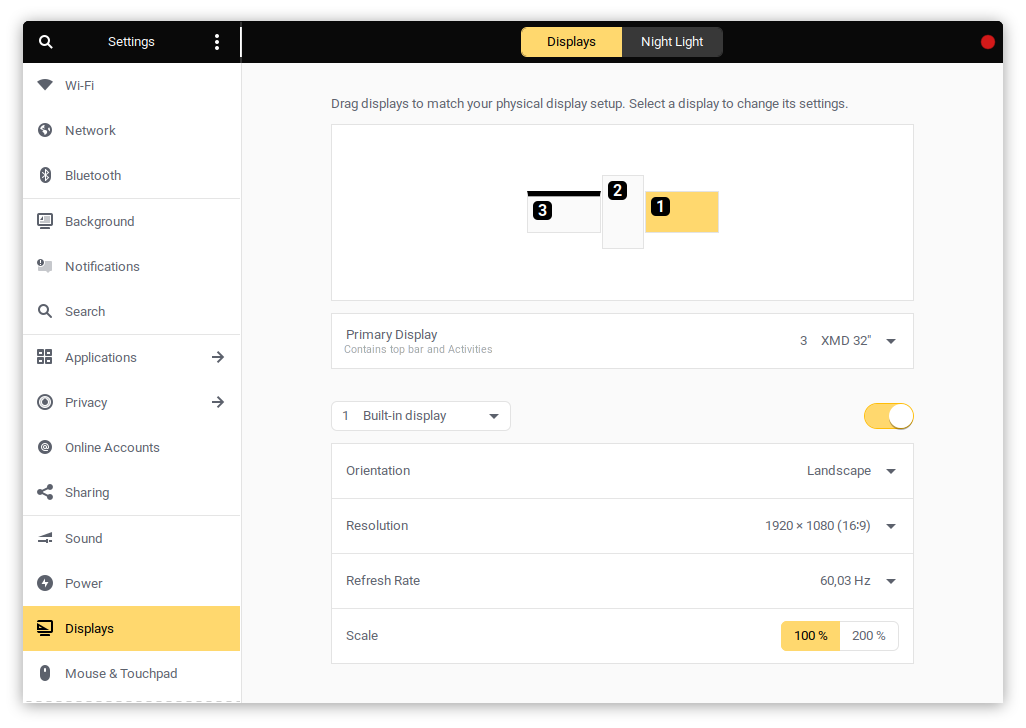 Settings
Displays
Night Light
Wi-Fi
Network
Bluetooth
Background
Notifications
Search
Applications
Privacy
Online Accounts
Sharing
Sound
Power
Displays
Mouse & Touchpad
Drag displays to match your physical display setup. Select a display to change its settings.
3
2
1
Primary Display
Contains top bar and Activities
3 XMD 32"
1 Built-in display
Orientation
Landscape
Resolution
1920 × 1080 (16∶9)
Refresh Rate
60,03 Hz
Scale
100 %
200 %